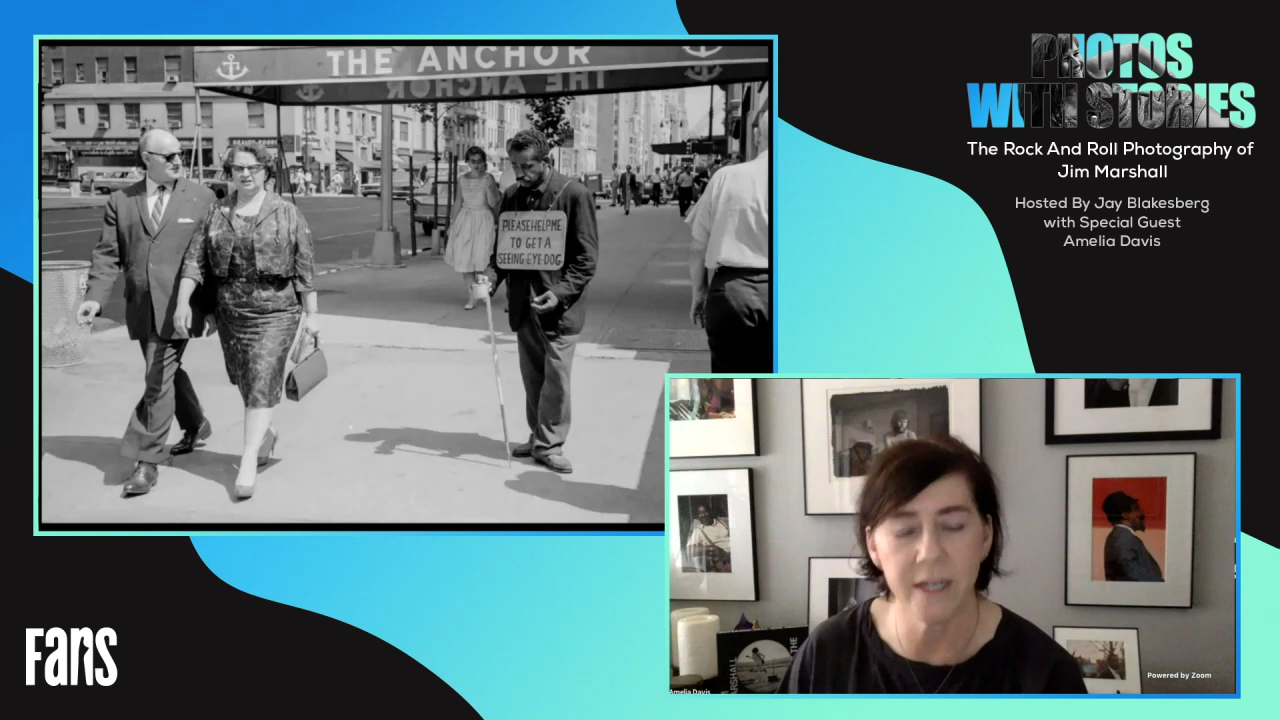 THE ANCHOR
PLEASE HELP ME
TO GET A
SEEING EYE DOG
PHOTOS
WITH STORIES
The Rock And Roll Photography of
Jim Marshall
Hosted By Jay Blakesberg
with Special Guest
Amelia Davis
Fans
MARSHALL
THE
Amelia Davis
Powered by Zoom